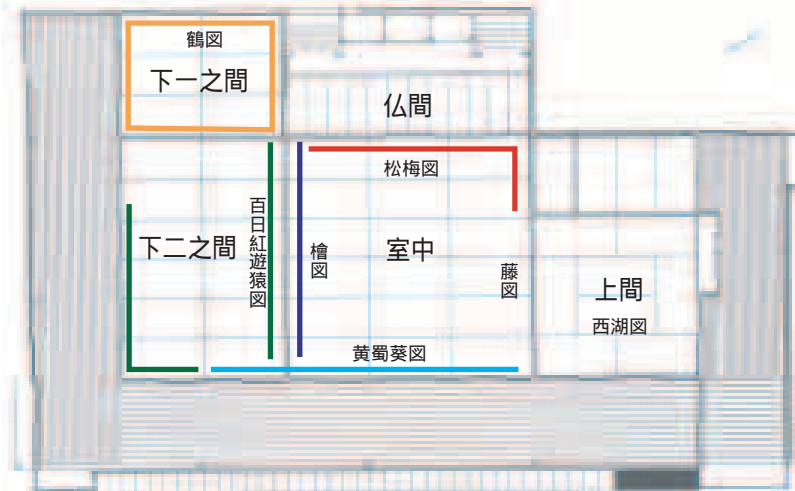 鶴図
下一之間
仏間
松梅図
百日紅遊猿図
下二之間
檜図
室中
藤図
上間
西湖図
黄蜀葵図